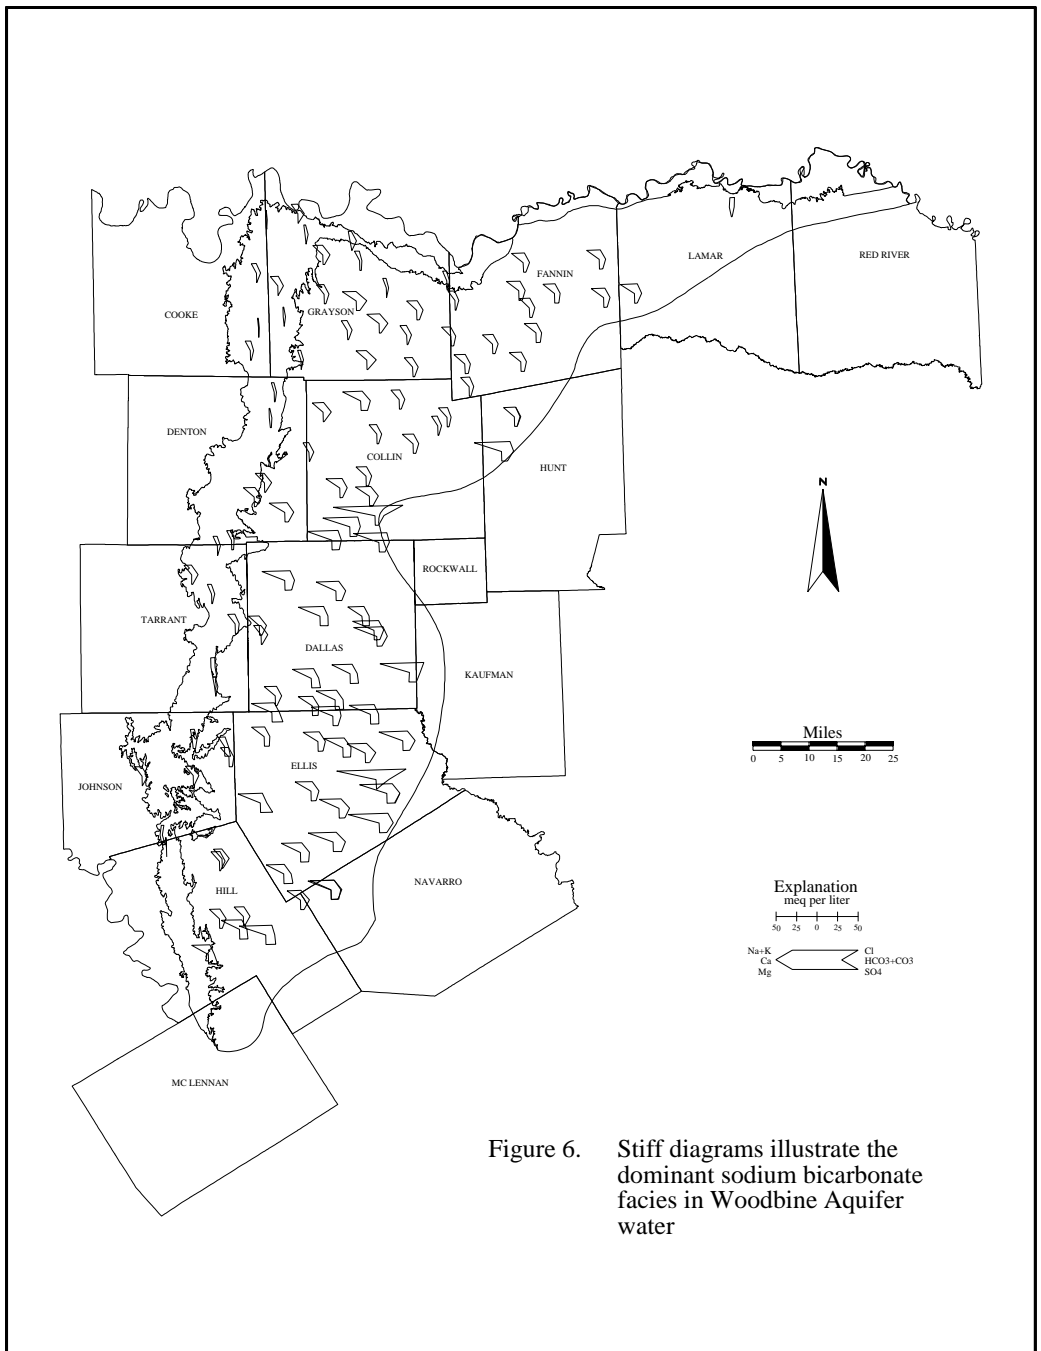 LAMAR
RED RIVER
FANNIN
COOKE
GRAYSON
DENTON
COLLIN
HUNT
N
ROCKWALL
TARRANT
DALLAS
KAUFMAN
Miles
0 5 10 15 20 25
ELLIS
JOHNSON
NAVARRO
HILL
Explanation
meq per liter
50 25 0 25 50
Na+K Cl
Ca HCO3+CO3
Mg SO4
MC LENNAN
Figure 6. Stiff diagrams illustrate the
dominant sodium bicarbonate
facies in Woodbine Aquifer
water